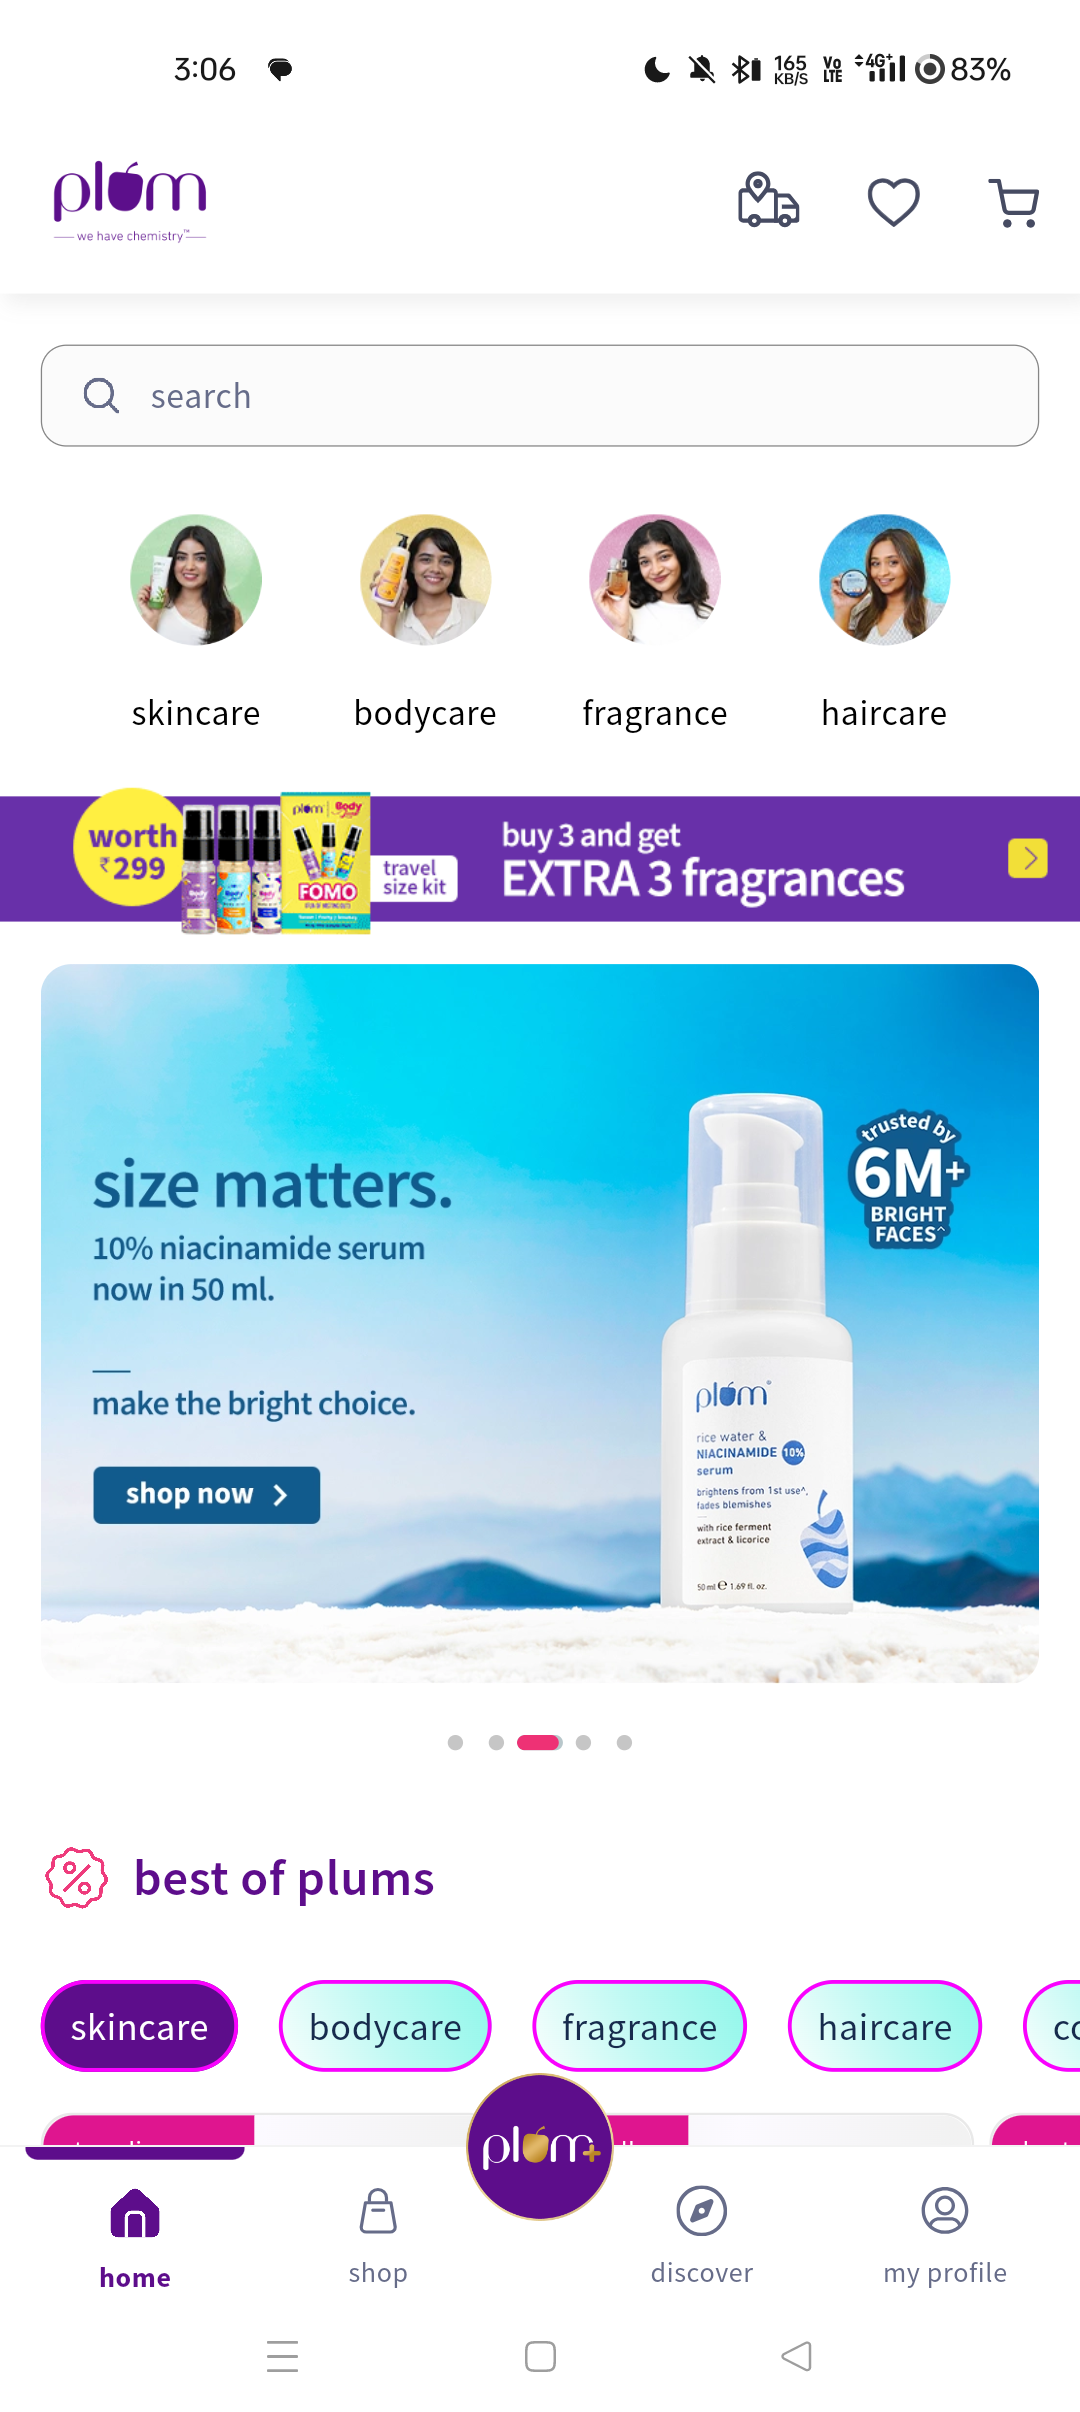 3:06
165
KB/S
Vo
LTE
4G+
83%
plum
we have chemistry™
search
skincare
bodycare
fragrance
haircare
worth
₹299
plum
Body
FOMO
travel
size kit
buy 3 and get
EXTRA 3 fragrances
size matters.
10% niacinamide serum
now in 50 ml.
make the bright choice.
shop now
trusted by
6M+
BRIGHT
FACES^
plum®
rice water &
NIACINAMIDE 10%
serum
brightens from 1st use^,
fades blemishes
with rice ferment
extract & licorice
50 ml ℮ 1.69 fl. oz.
best of plums
skincare
bodycare
fragrance
haircare
plum+
home
shop
discover
my profile